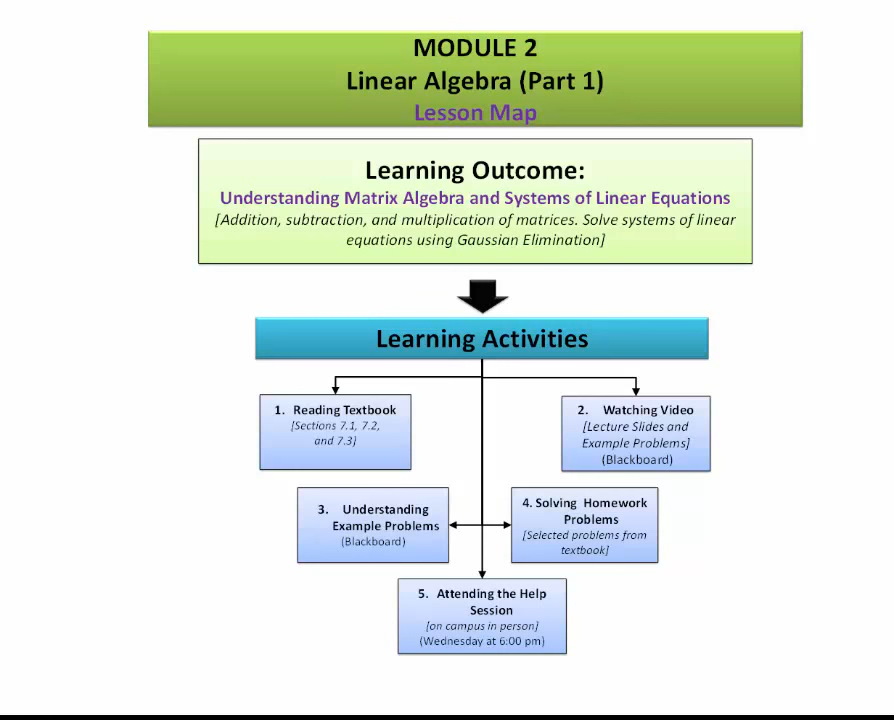 MODULE 2
Linear Algebra (Part 1)
Lesson Map
Learning Outcome:
Understanding Matrix Algebra and Systems of Linear Equations
[Addition, subtraction, and multiplication of matrices. Solve systems of linear
equations using Gaussian Elimination]
Learning Activities
1. Reading Textbook
[Sections 7.1, 7.2,
and 7.3]
2. Watching Video
[Lecture Slides and
Example Problems]
(Blackboard)
3. Understanding
Example Problems
(Blackboard)
4. Solving Homework
Problems
[Selected problems from
textbook]
5. Attending the Help
Session
[on campus in person]
(Wednesday at 6:00 pm)